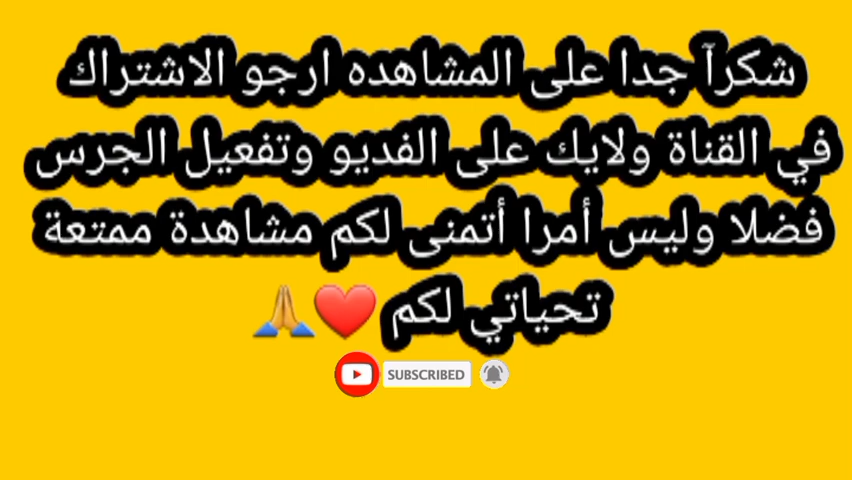 شكرآ جدا على المشاهده ارجو الاشتراك
في القناة ولايك على الفديو وتفعيل الجرس
فضلا وليس أمرا أتمنى لكم مشاهدة ممتعة
تحياتي لكم ❤️🙏
SUBSCRIBED